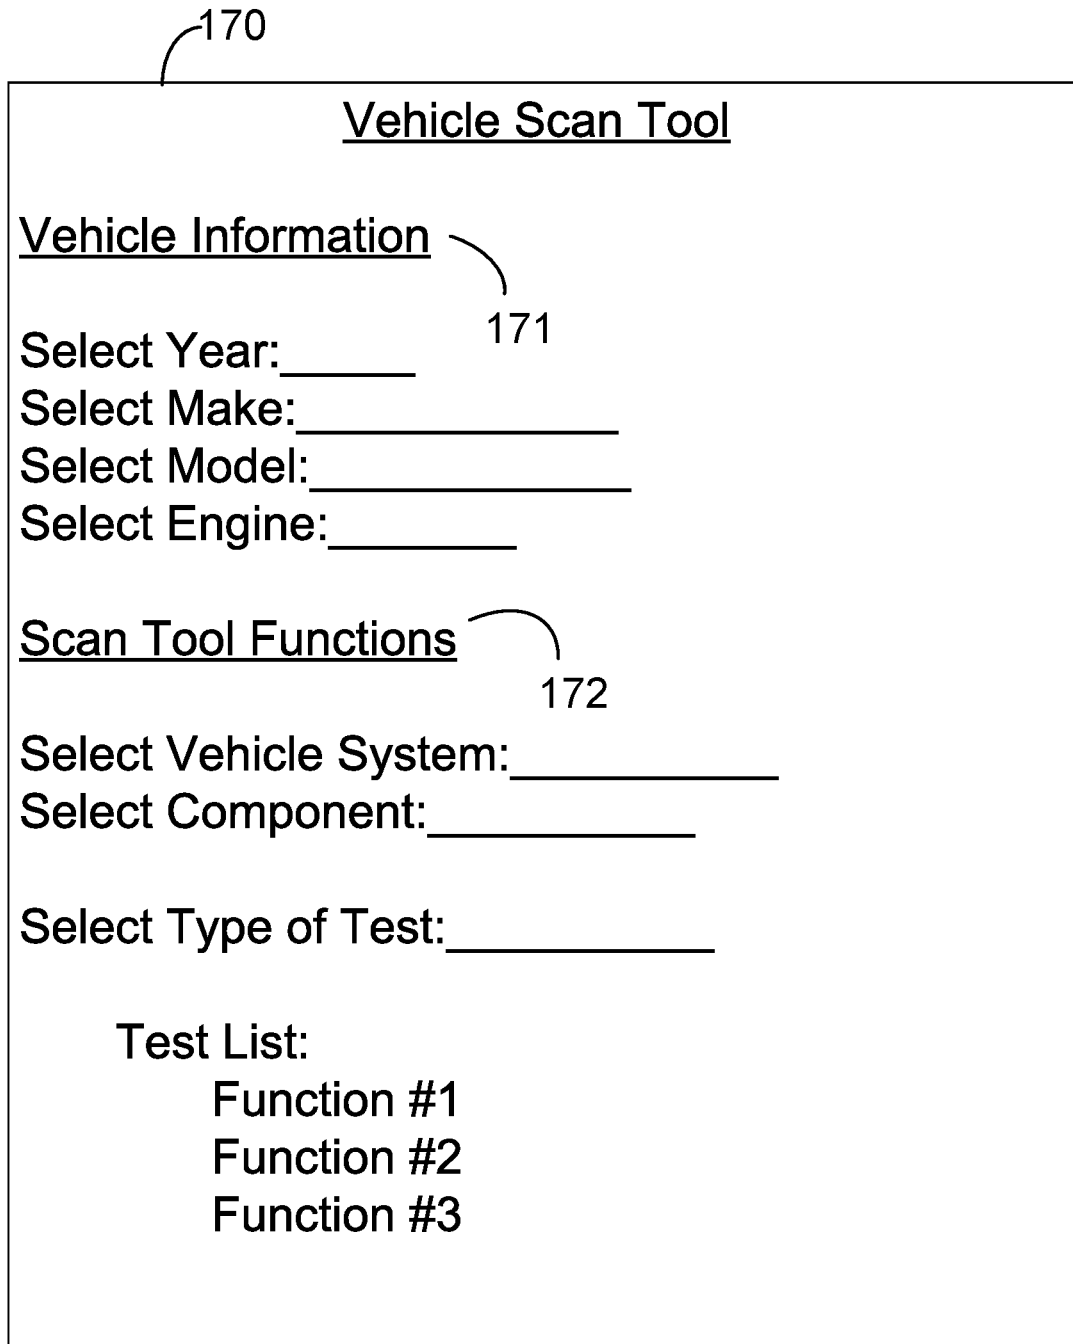 170
Vehicle Scan Tool
Vehicle Information
171
Select Year:_____
Select Make:____________
Select Model:____________
Select Engine:_______
Scan Tool Functions
172
Select Vehicle System:__________
Select Component:__________
Select Type of Test:__________
Test List:
Function #1
Function #2
Function #3